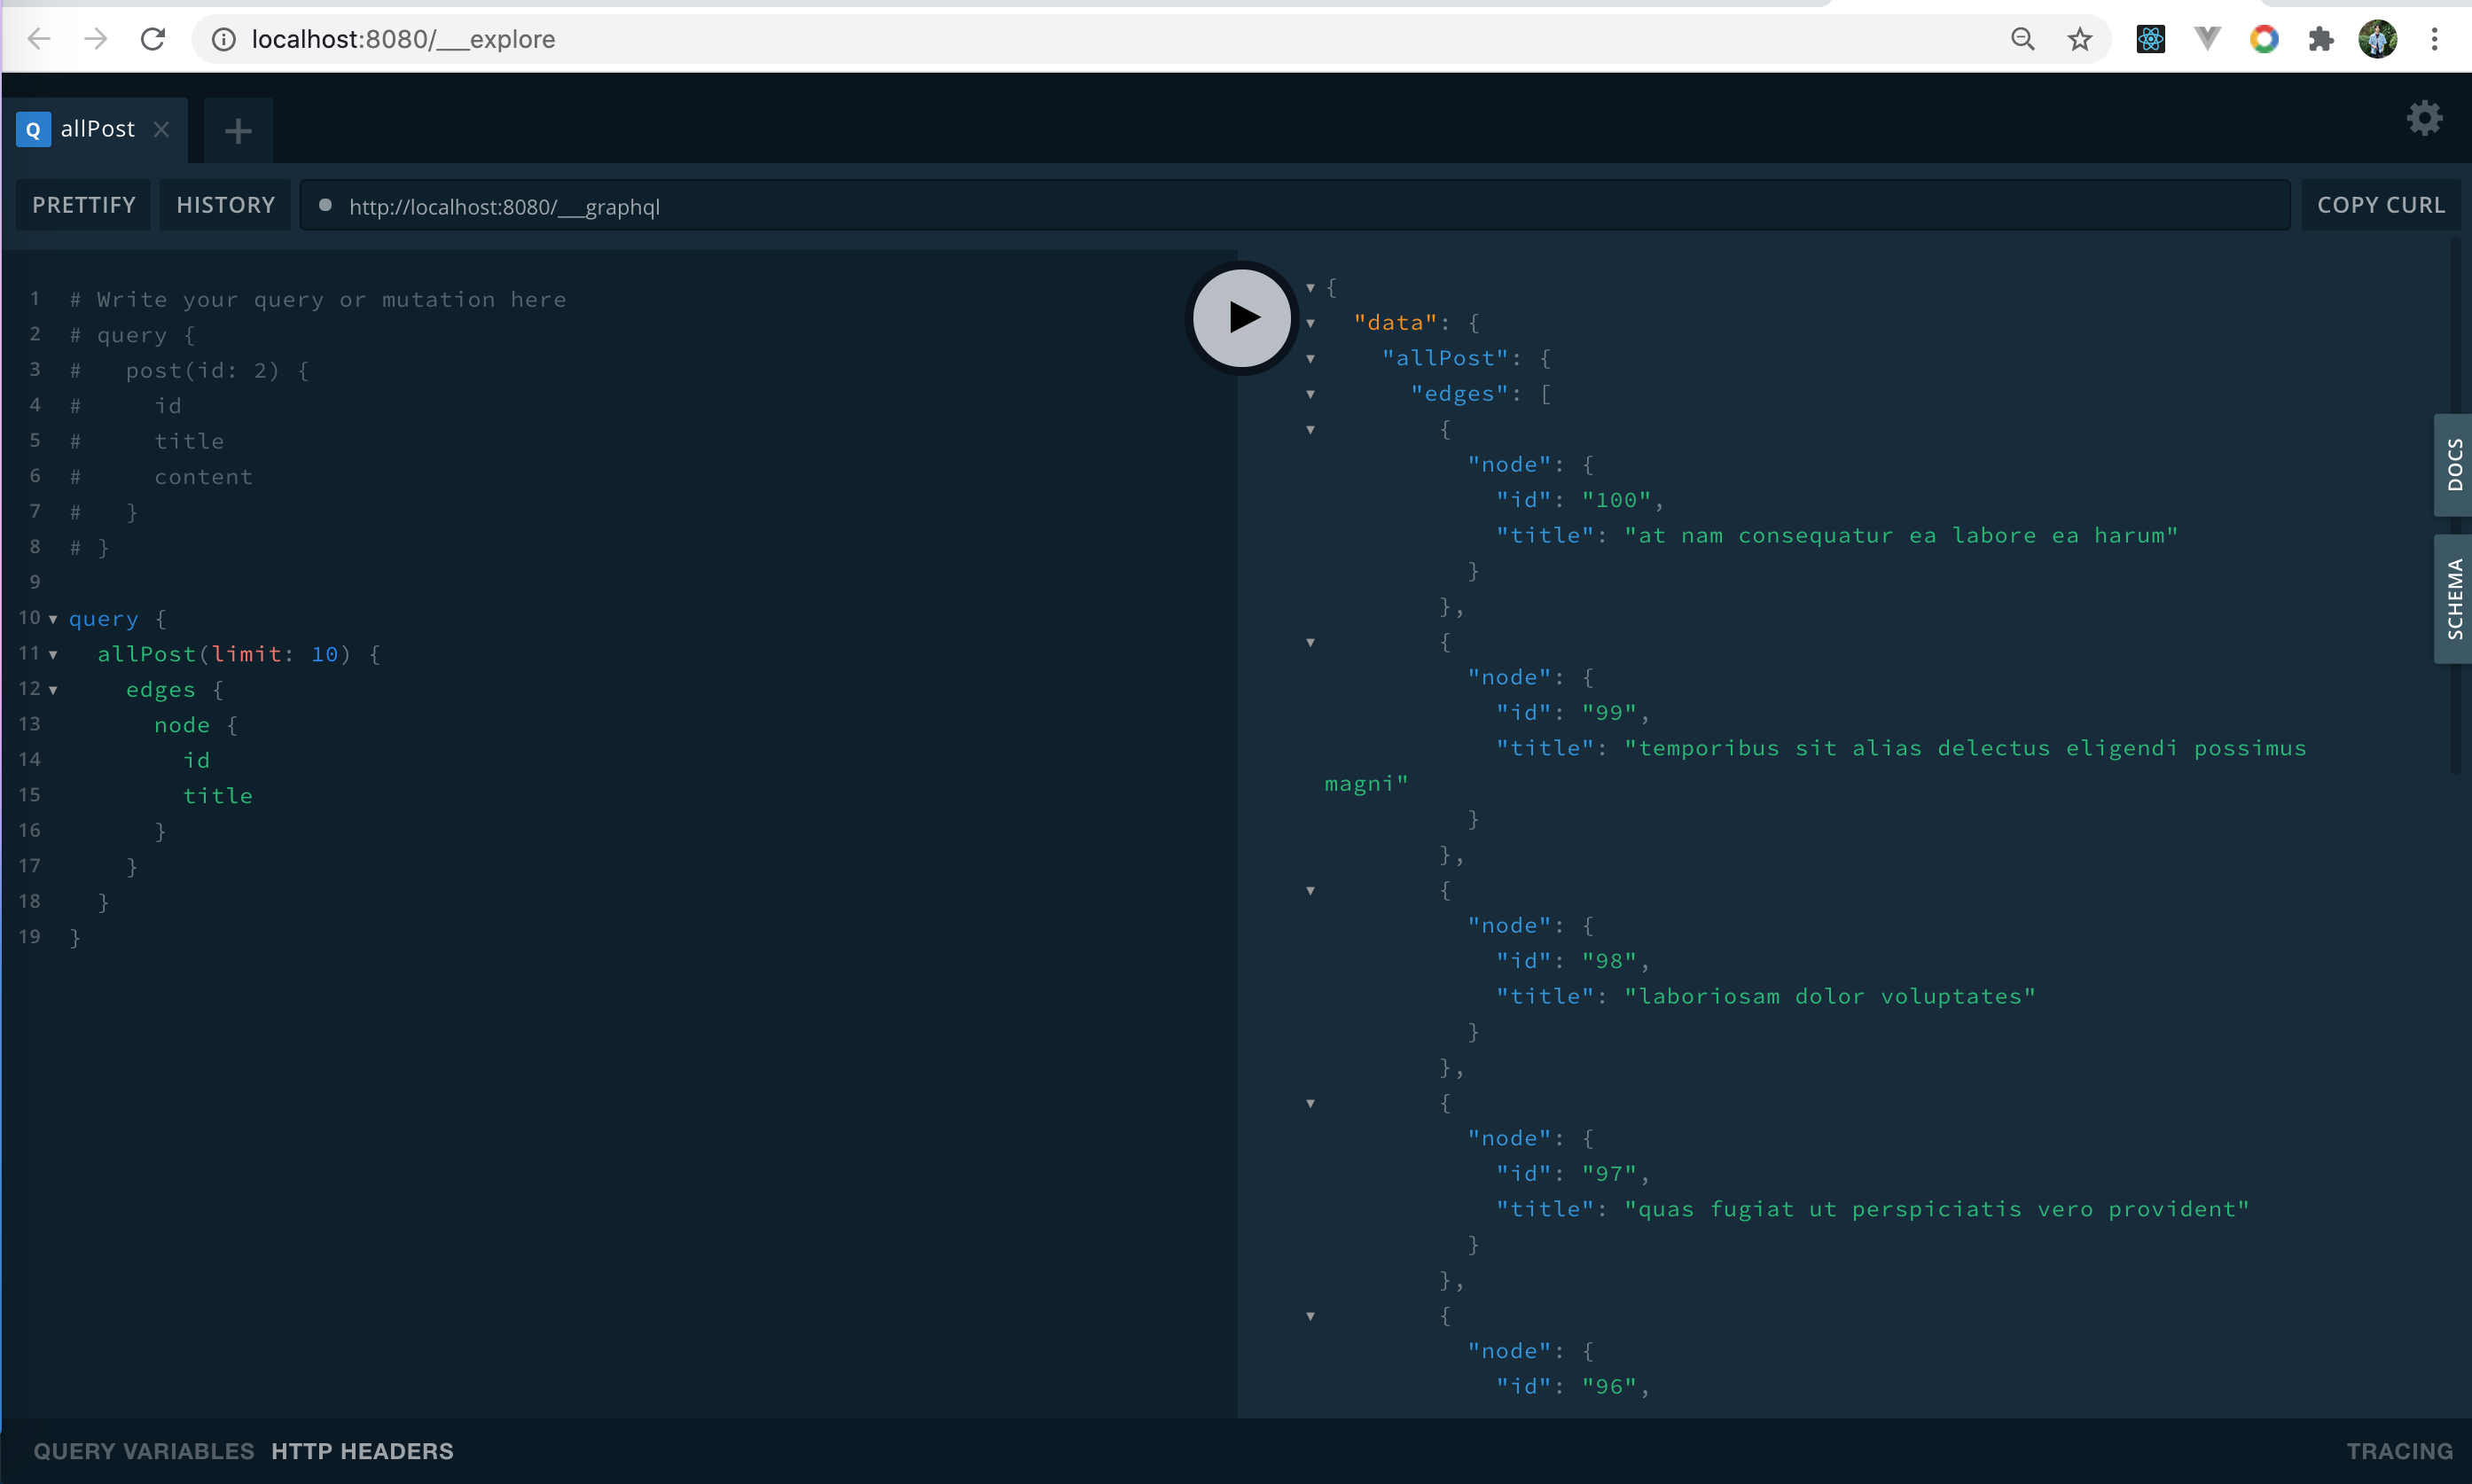 localhost:8080/___explore
Q allPost
PRETTIFY HISTORY http://localhost:8080/___graphql COPY CURL
1 # Write your query or mutation here
2 # query {
3 #   post(id: 2) {
4 #     id
5 #     title
6 #     content
7 #   }
8 # }
9
10 query {
11   allPost(limit: 10) {
12     edges {
13       node {
14         id
15         title
16       }
17     }
18   }
19 }
{
"data": {
"allPost": {
"edges": [
{
"node": {
"id": "100",
"title": "at nam consequatur ea labore ea harum"
}
},
{
"node": {
"id": "99",
"title": "temporibus sit alias delectus eligendi possimus
magni"
}
},
{
"node": {
"id": "98",
"title": "laboriosam dolor voluptates"
}
},
{
"node": {
"id": "97",
"title": "quas fugiat ut perspiciatis vero provident"
}
},
{
"node": {
"id": "96",
DOCS
SCHEMA
QUERY VARIABLES HTTP HEADERS TRACING